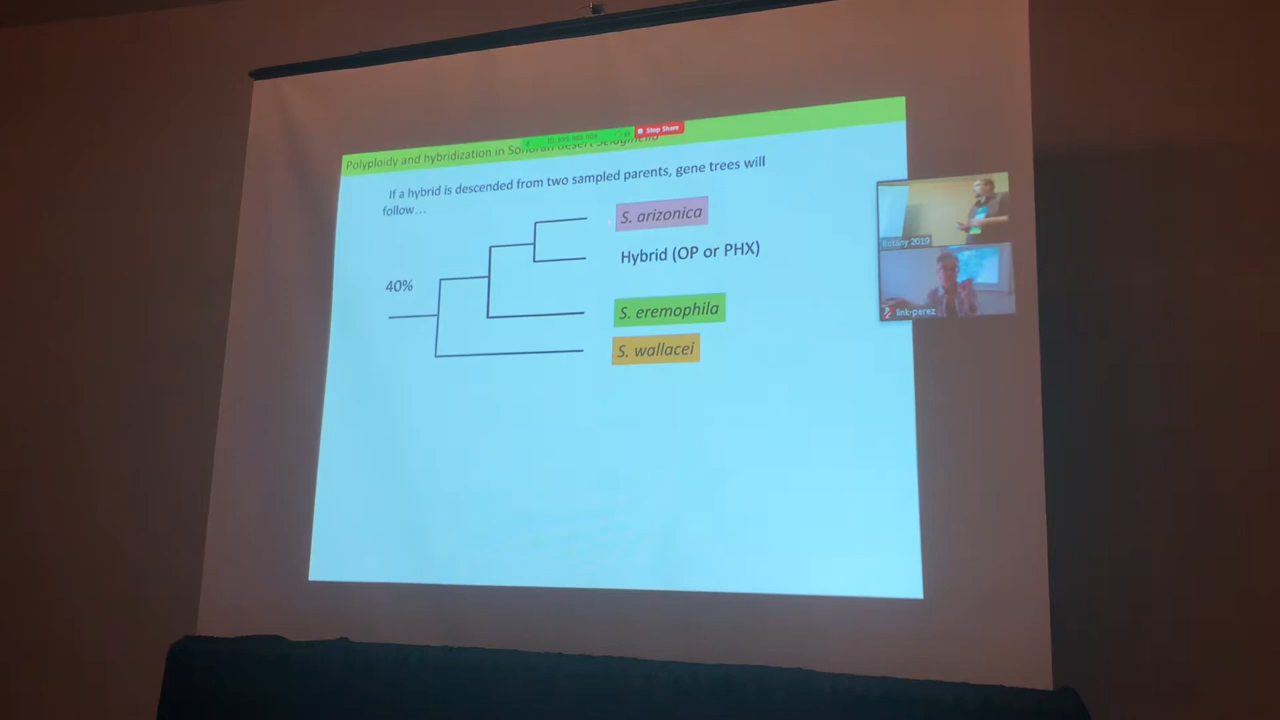 Stop Share
Polyploidy and hybridization in Sonoran desert Selaginella
If a hybrid is descended from two sampled parents, gene trees will
follow...
S. arizonica
Hybrid (OP or PHX)
40%
S. eremophila
S. wallacei
Botany 2019
link-perez